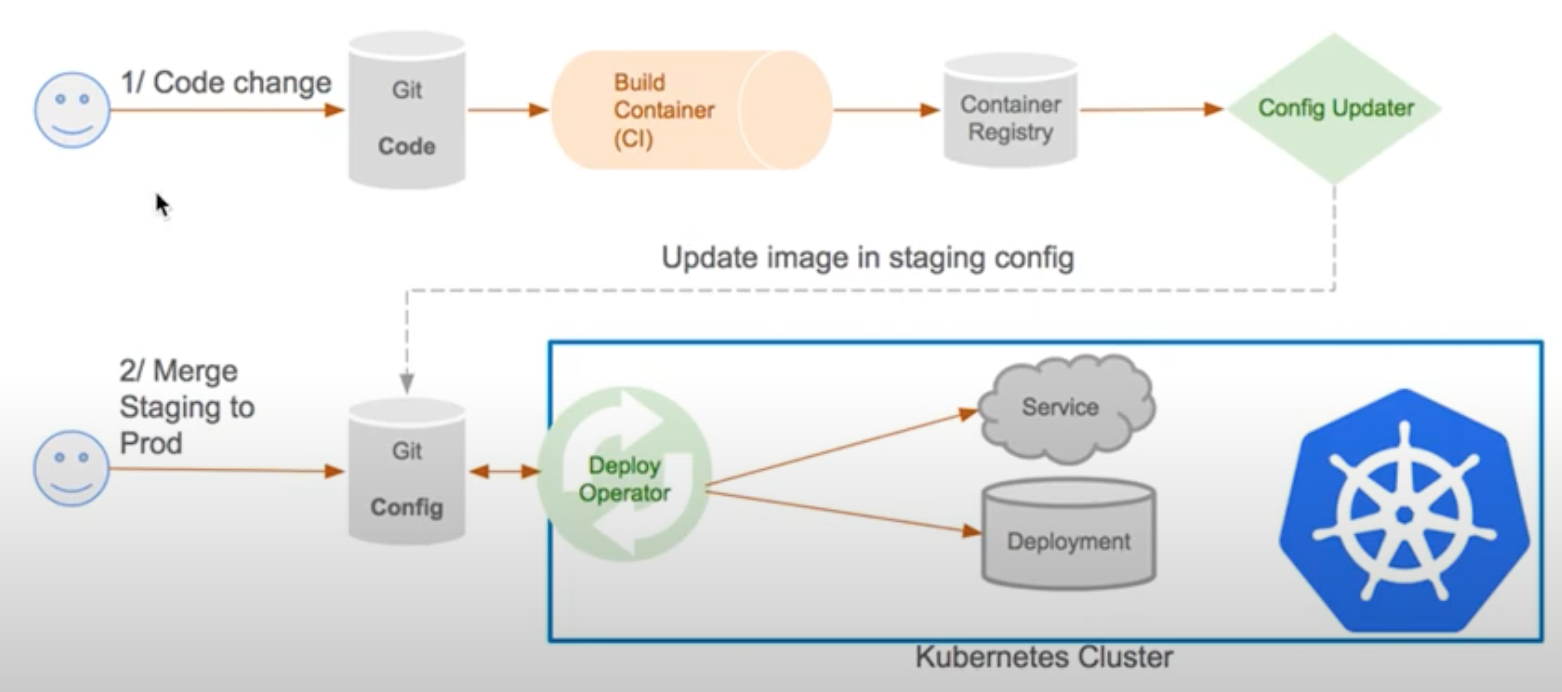 1/ Code change
Git
Code
Build
Container
(CI)
Container
Registry
Config Updater
Update image in staging config
2/ Merge
Staging to
Prod
Git
Config
Deploy
Operator
Service
Deployment
Kubernetes Cluster